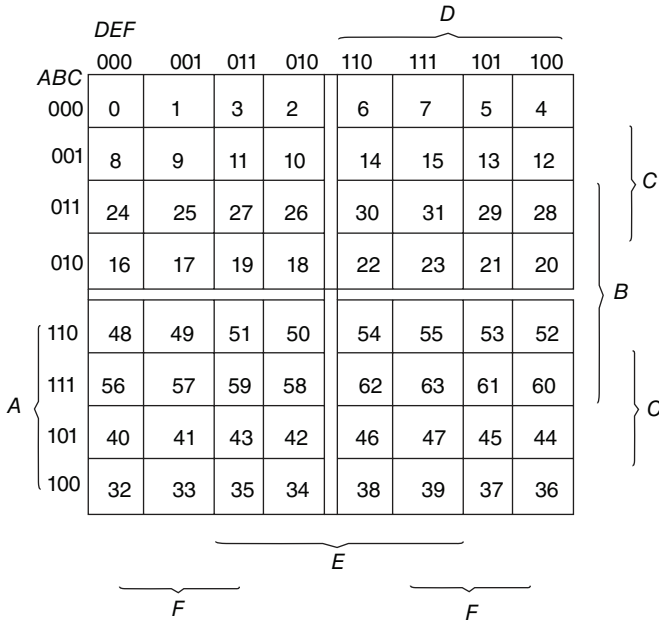 D
DEF
000 001 011 010 110 111 101 100
ABC
000 0 1 3 2 6 7 5 4
001 8 9 11 10 14 15 13 12
C
011 24 25 27 26 30 31 29 28
010 16 17 19 18 22 23 21 20
B
110 48 49 51 50 54 55 53 52
111 56 57 59 58 62 63 61 60
A
C
101 40 41 43 42 46 47 45 44
100 32 33 35 34 38 39 37 36
E
F F